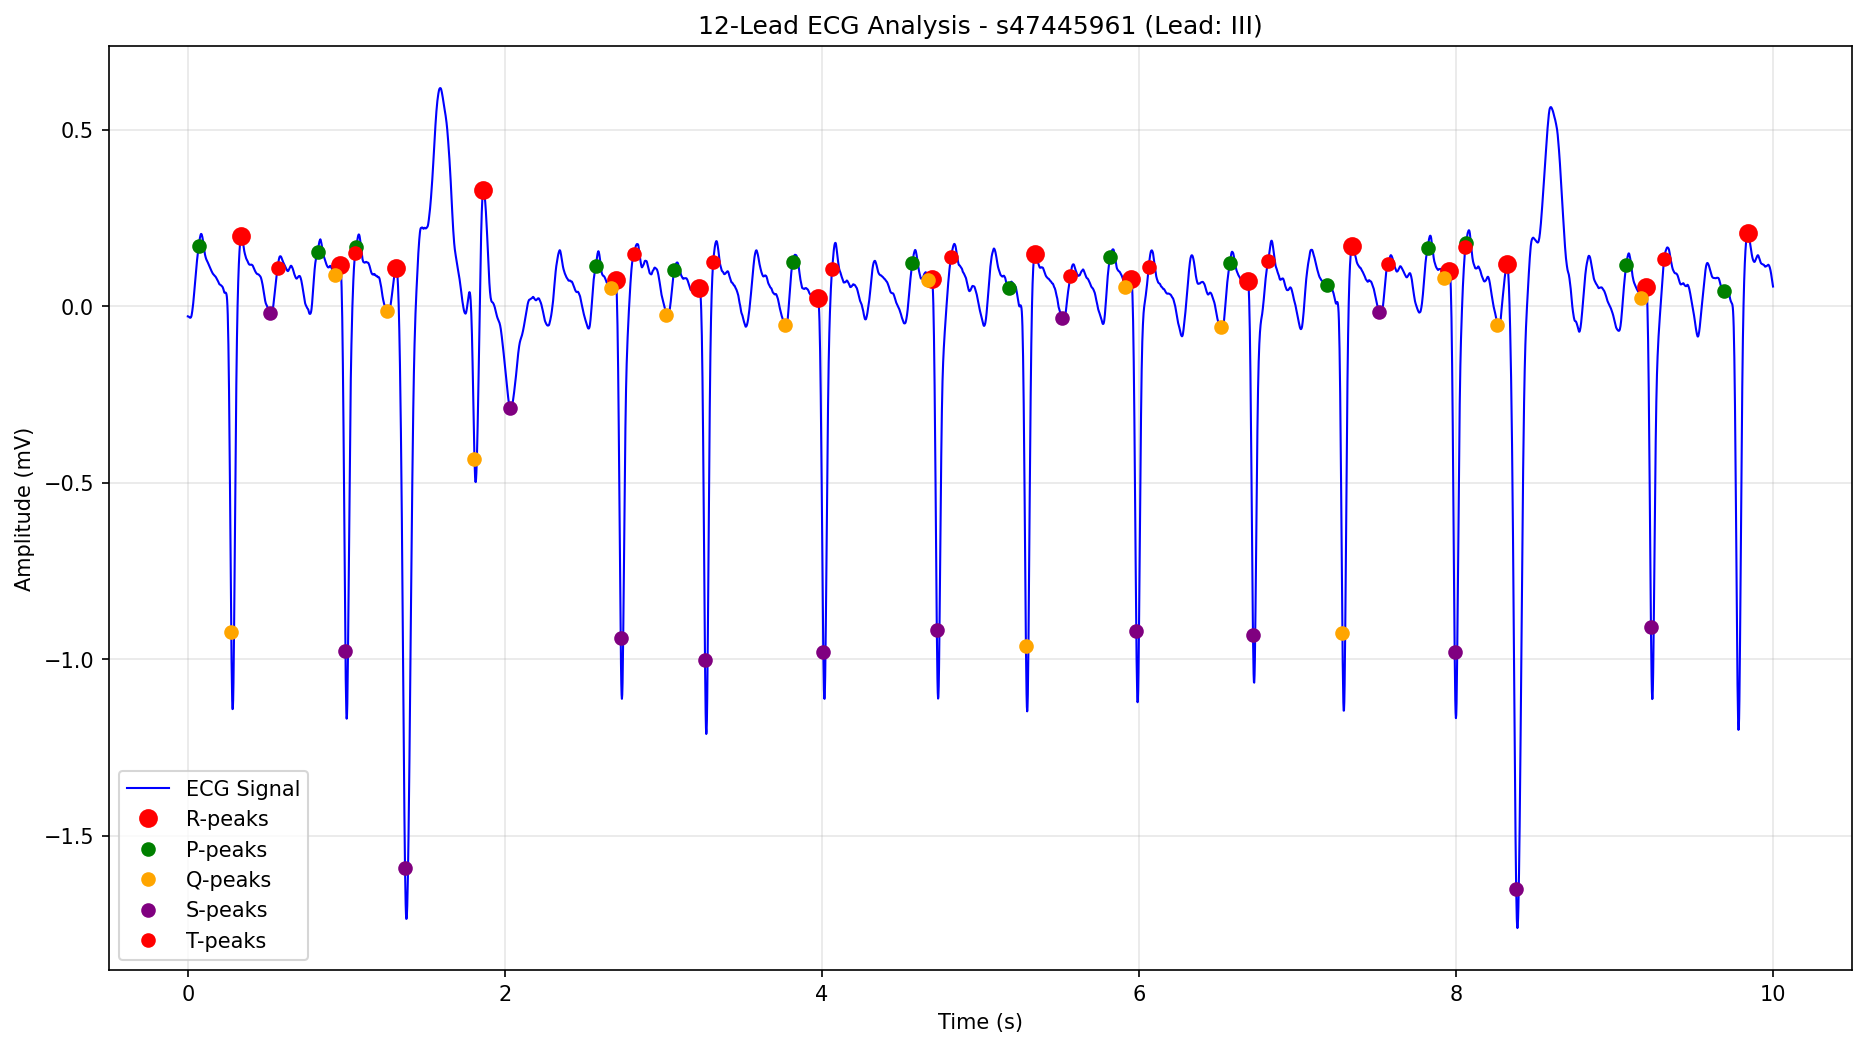 12-Lead ECG Analysis - s47445961 (Lead: III)
Amplitude (mV)
0.5
0.0
−0.5
−1.0
−1.5
ECG Signal
R-peaks
P-peaks
Q-peaks
S-peaks
T-peaks
0 2 4 6 8 10
Time (s)